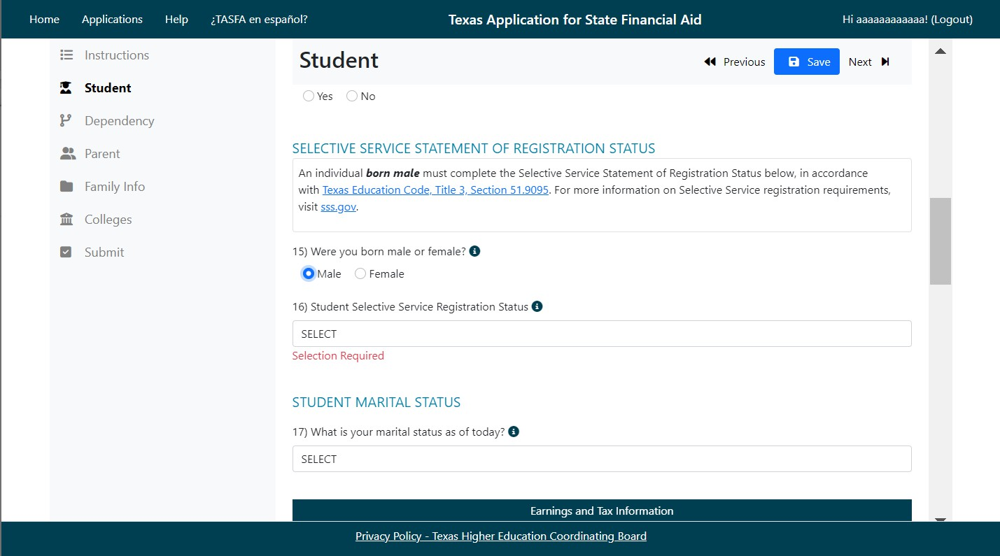 Home Applications Help ¿TASFA en español? Texas Application for State Financial Aid Hi aaaaaaaaaaaa! (Logout)
Instructions
Student
Dependency
Parent
Family Info
Colleges
Submit
Student
Previous Save Next
Yes No
SELECTIVE SERVICE STATEMENT OF REGISTRATION STATUS
An individual born male must complete the Selective Service Statement of Registration Status below, in accordance
with Texas Education Code, Title 3, Section 51.9095. For more information on Selective Service registration requirements,
visit sss.gov.
15) Were you born male or female?
Male Female
16) Student Selective Service Registration Status
SELECT
Selection Required
STUDENT MARITAL STATUS
17) What is your marital status as of today?
SELECT
Earnings and Tax Information
Privacy Policy - Texas Higher Education Coordinating Board